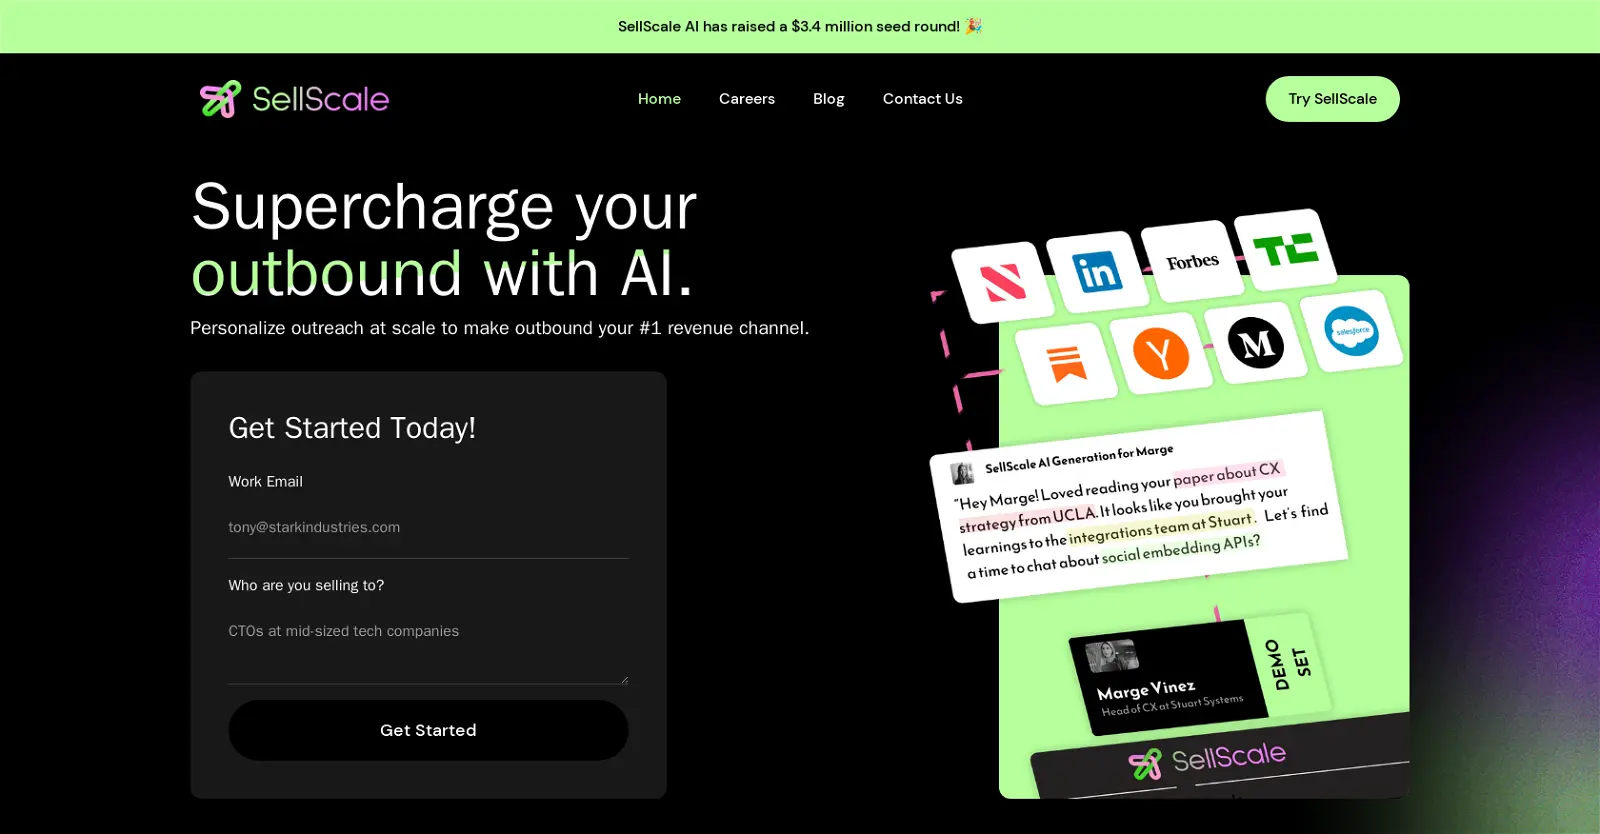 SellScale AI has raised a $3.4 million seed round! 🎉
SellScale
Home
Careers
Blog
Contact Us
Try SellScale
Supercharge your
outbound with AI.
Personalize outreach at scale to make outbound your #1 revenue channel.
Get Started Today!
Work Email
tony@starkindustries.com
Who are you selling to?
CTOs at mid-sized tech companies
Get Started
in
Forbes
TC
Y
M
salesforce
SellScale AI Generation for Marge
“Hey Marge! Loved reading your paper about CX
strategy from UCLA. It looks like you brought your
learnings to the integrations team at Stuart. Let’s find
a time to chat about social embedding APIs?
Marge Vinez
Head of CX at Stuart Systems
DEMO
SET
SellScale